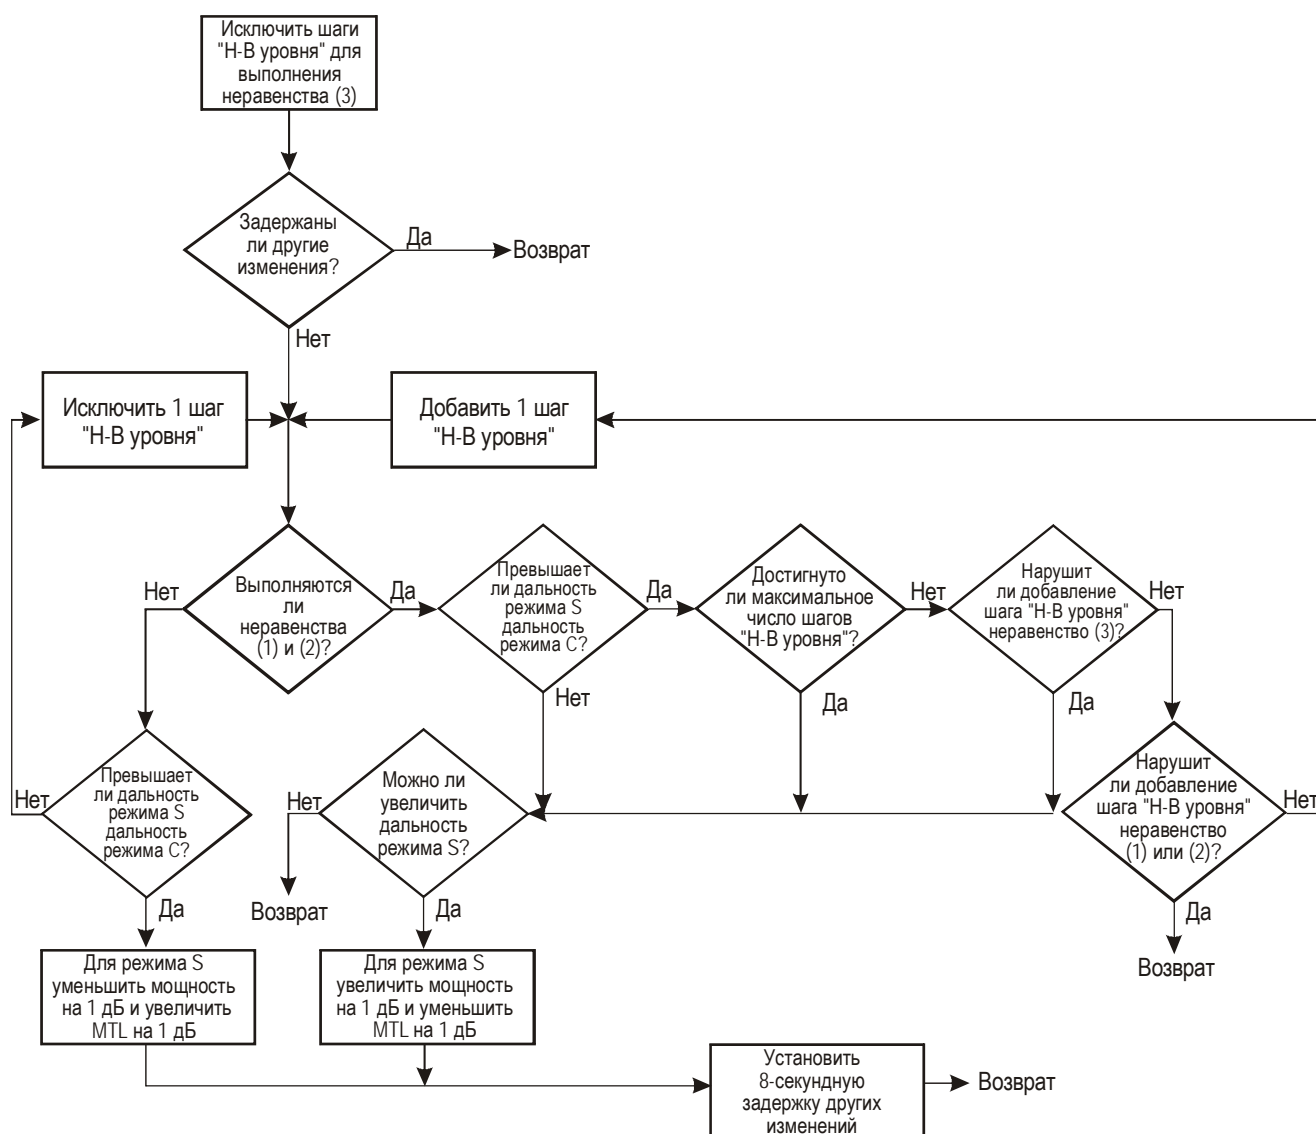 Исключить шаги
"Н-В уровня" для
выполнения
неравенства (3)
Задержаны
ли другие
изменения?
Да
Возврат
Нет
Исключить 1 шаг
"Н-В уровня"
Добавить 1 шаг
"Н-В уровня"
Нет
Выполняются
ли
неравенства
(1) и (2)?
Да
Превышает
ли дальность
режима S
дальность
режима C?
Да
Нет
Достигнуто
ли максимальное
число шагов
"Н-В уровня"?
Нет
Да
Нарушит
ли добавление
шага "Н-В уровня"
неравенство (3)?
Нет
Да
Нет
Превышает
ли дальность
режима S
дальность
режима C?
Да
Нет
Можно ли
увеличить
дальность
режима S?
Возврат
Да
Нарушит
ли добавление
шага "Н-В уровня"
неравенство
(1) или (2)?
Нет
Да
Возврат
Для режима S
уменьшить мощность
на 1 дБ и увеличить
MTL на 1 дБ
Для режима S
увеличить мощность
на 1 дБ и уменьшить
MTL на 1 дБ
Установить
8-секундную
задержку других
изменений
Возврат